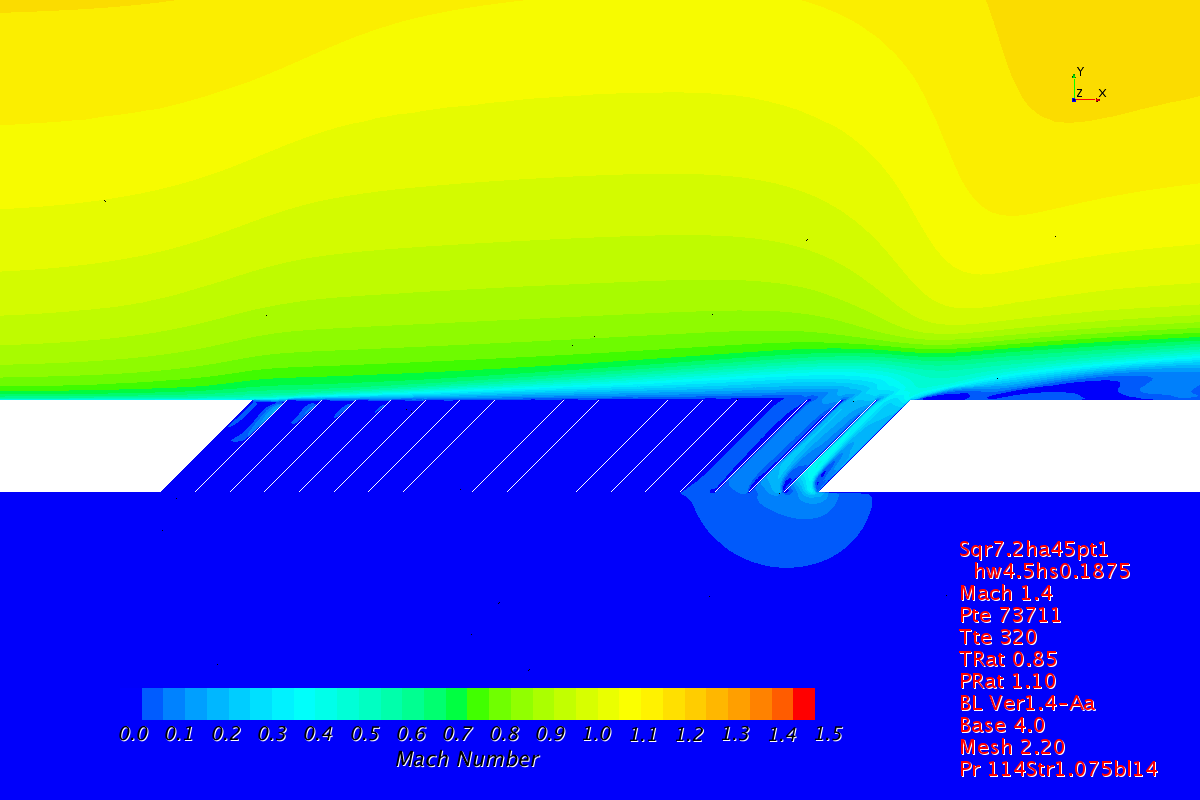 Y
Z X
Sqr7.2ha45pt1
hw4.5hs0.1875
Mach 1.4
Pte 73711
Tte 320
TRat 0.85
PRat 1.10
BL Ver1.4-Aa
Base 4.0
Mesh 2.20
Pr 114Str1.075bl14
0.0 0.1 0.2 0.3 0.4 0.5 0.6 0.7 0.8 0.9 1.0 1.1 1.2 1.3 1.4 1.5
Mach Number